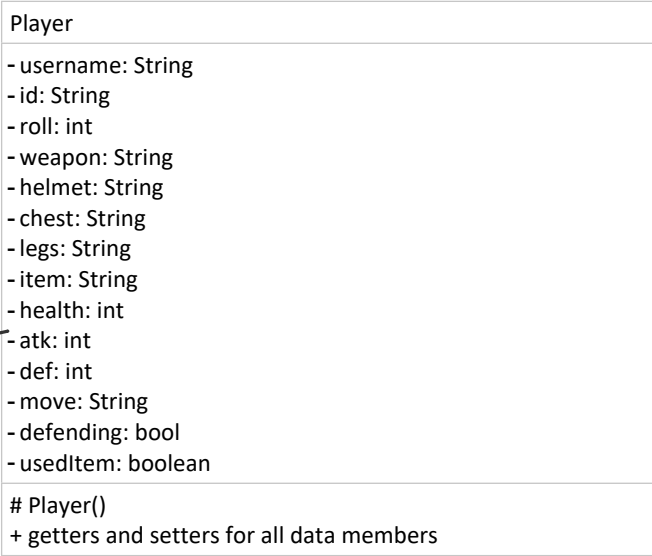 Player
- username: String
- id: String
- roll: int
- weapon: String
- helmet: String
- chest: String
- legs: String
- item: String
- health: int
- atk: int
- def: int
- move: String
- defending: bool
- usedItem: boolean
# Player()
+ getters and setters for all data members